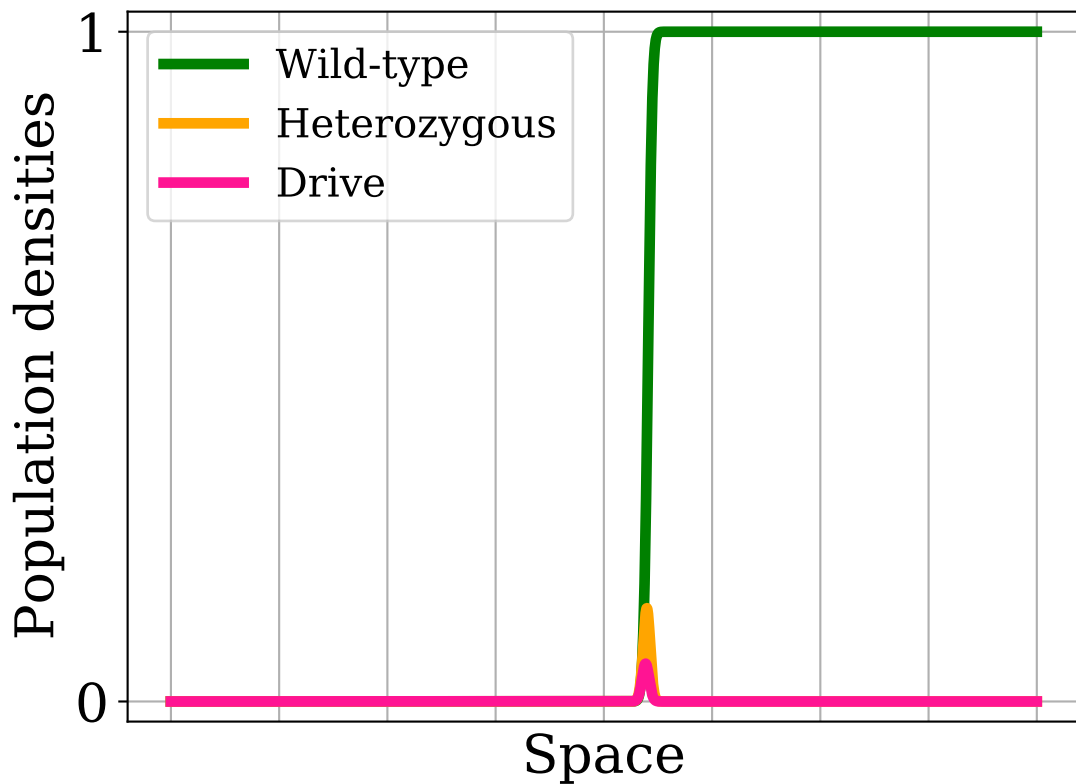 1
Wild-type
Heterozygous
Drive
Population densities
0
Space